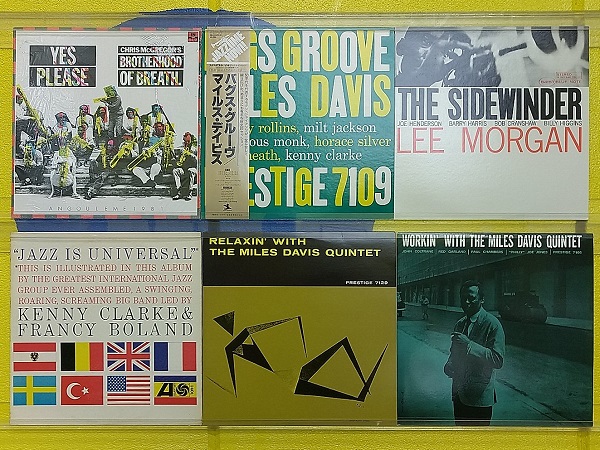 YES
PLEASE
CHRIS McGREGOR'S
BROTHERHOOD
OF BREATH.
ANGOULEME 1981
バグス・グルーヴ
マイルス・デイビス
GS GROOVE
LES DAVIS
rollins, milt jackson
ious monk, horace silver
heath, kenny clarke
ESTIGE 7109
THE SIDEWINDER
JOE HENDERSON BARRY HARRIS BOB CRANSHAW BILLY HIGGINS
LEE MORGAN
"JAZZ IS UNIVERSAL"
"THIS IS ILLUSTRATED IN THIS ALBUM
BY THE GREATEST INTERNATIONAL JAZZ
GROUP EVER ASSEMBLED, A SWINGING,
ROARING, SCREAMING BIG BAND LED BY
KENNY CLARKE &
FRANCY BOLAND
RELAXIN' WITH
THE MILES DAVIS QUINTET
PRESTIGE 7129
WORKIN' WITH THE MILES DAVIS QUINTET
JOHN COLTRANE RED GARLAND PAUL CHAMBERS "PHILLY" JOE JONES PRESTIGE 7166